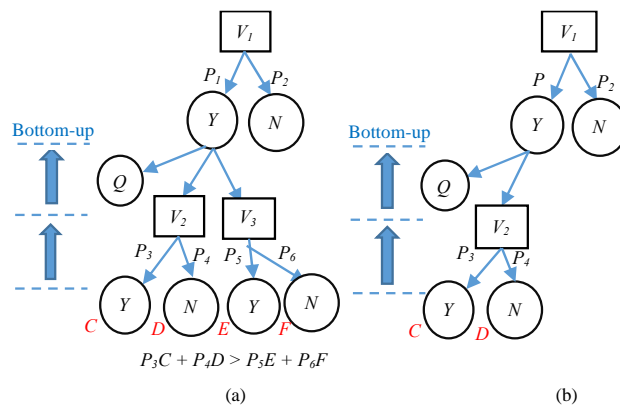 V1 V1
P1 P2 P P2
Y N Y N
Bottom-up Bottom-up
Q Q
V2 V3 V2
P3 P4 P5 P6 P3 P4
Y N Y N Y N
C D E F C D
P3C + P4D > P5E + P6F
(a) (b)